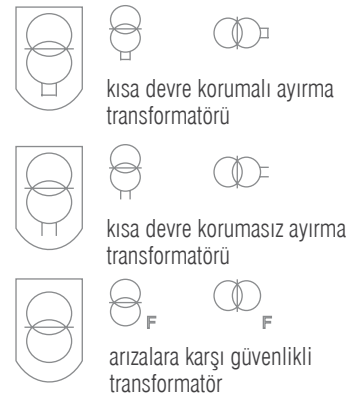 kısa devre korumalı ayırma
transformatörü
kısa devre korumasız ayırma
transformatörü
F
F
arızalara karşı güvenlikli
transformatör